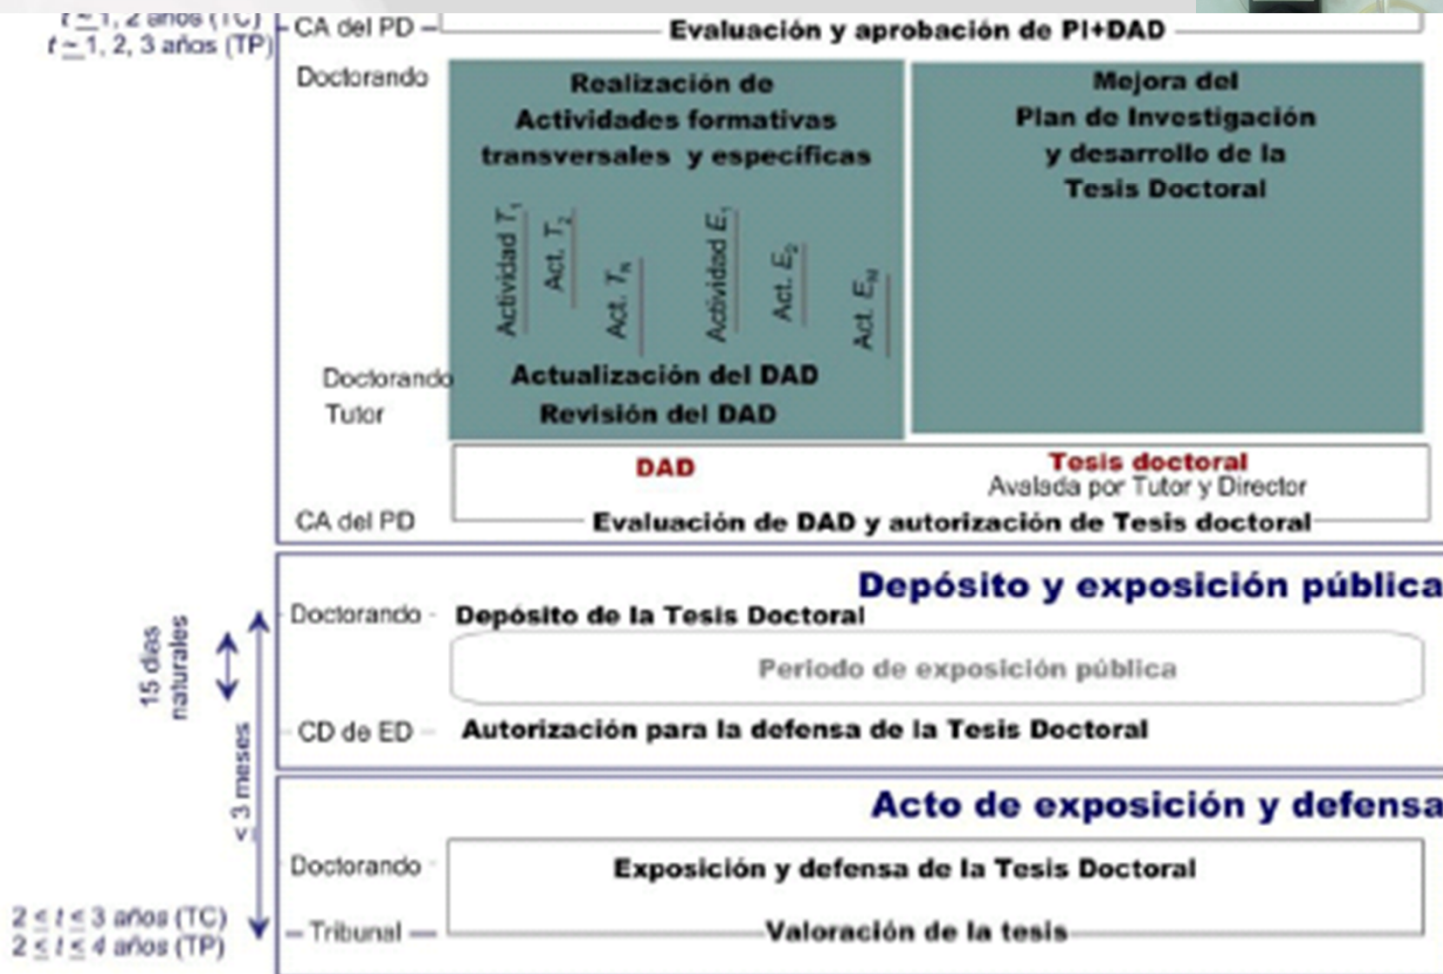 t ~ 1, 2 años (TC)
t ~ 1, 2, 3 años (TP)
CA del PD
Evaluación y aprobación de PI+DAD
Doctorando
Realización de
Actividades formativas
transversales y específicas
Actividad T1
Act. T2
Act. TN
Actividad E1
Act. E2
Act. EM
Mejora del
Plan de Investigación
y desarrollo de la
Tesis Doctoral
Doctorando
Actualización del DAD
Tutor
Revisión del DAD
DAD
Tesis doctoral
Avalada por Tutor y Director
CA del PD
Evaluación de DAD y autorización de Tesis doctoral
Depósito y exposición pública
Doctorando
Depósito de la Tesis Doctoral
15 días
naturales
Periodo de exposición pública
CD de ED
Autorización para la defensa de la Tesis Doctoral
< 3 meses
Acto de exposición y defensa
Doctorando
Exposición y defensa de la Tesis Doctoral
2 ≤ t ≤ 3 años (TC)
2 ≤ t ≤ 4 años (TP)
Tribunal
Valoración de la tesis